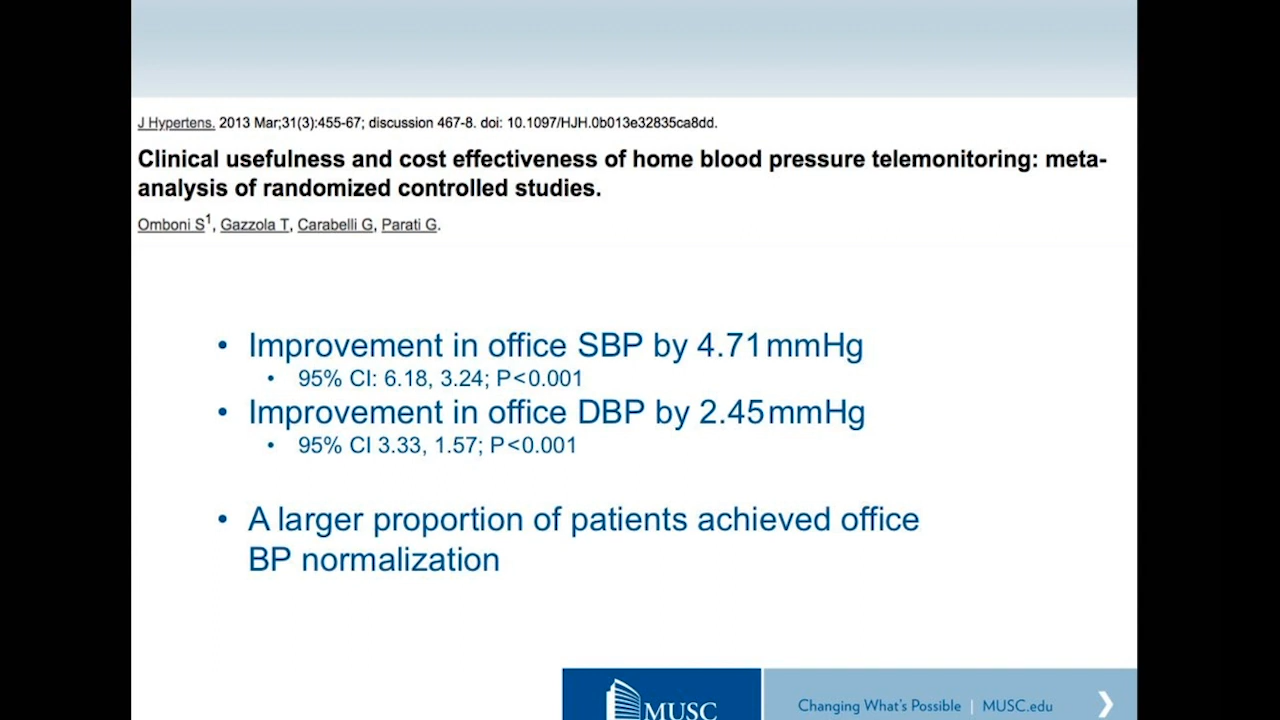 J Hypertens. 2013 Mar;31(3):455-67; discussion 467-8. doi: 10.1097/HJH.0b013e32835ca8dd.
Clinical usefulness and cost effectiveness of home blood pressure telemonitoring: meta-
analysis of randomized controlled studies.
Omboni S1, Gazzola T, Carabelli G, Parati G.
• Improvement in office SBP by 4.71mmHg
• 95% CI: 6.18, 3.24; P<0.001
• Improvement in office DBP by 2.45mmHg
• 95% CI 3.33, 1.57; P<0.001
• A larger proportion of patients achieved office
BP normalization
MUSC
Changing What's Possible | MUSC.edu